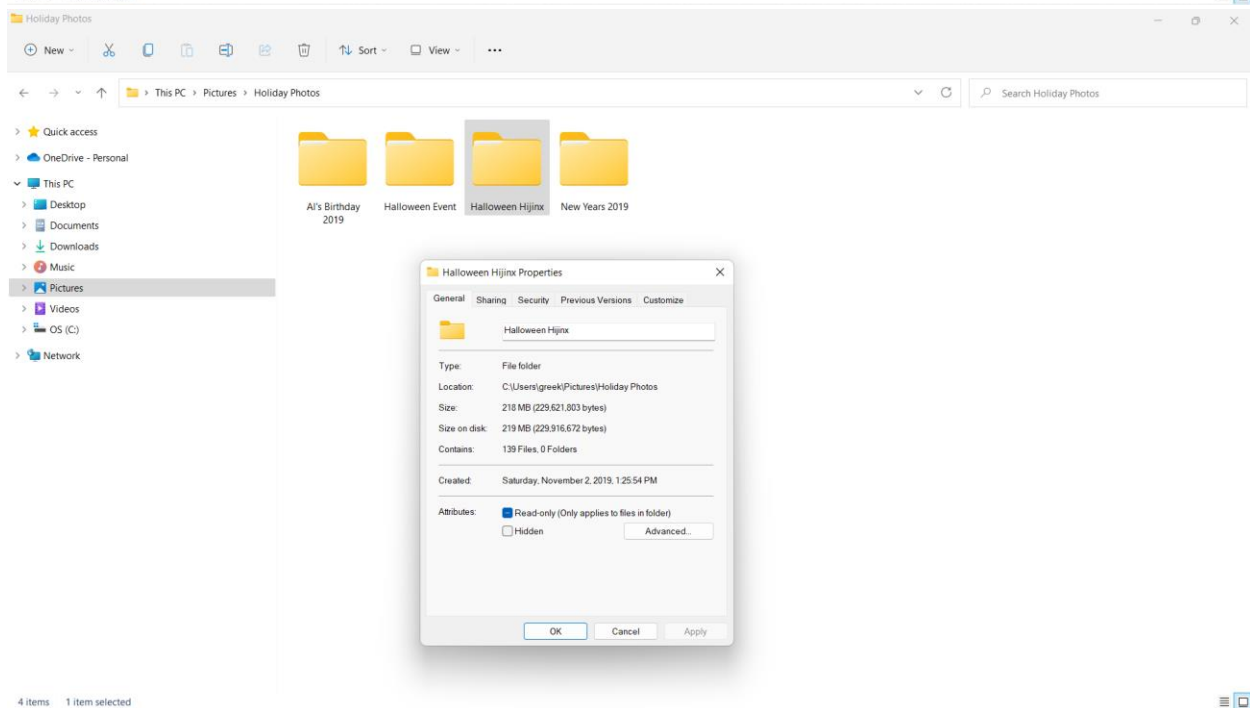 Holiday Photos
New
Sort
View
This PC > Pictures > Holiday Photos
Search Holiday Photos
Quick access
OneDrive - Personal
This PC
Desktop
Documents
Downloads
Music
Pictures
Videos
OS (C:)
Network
Al's Birthday
2019
Halloween Event
Halloween Hijinx
New Years 2019
Halloween Hijinx Properties
General Sharing Security Previous Versions Customize
Halloween Hijinx
Type: File folder
Location: C:\Users\greek\Pictures\Holiday Photos
Size: 218 MB (229,621,803 bytes)
Size on disk: 219 MB (229,916,672 bytes)
Contains: 139 Files, 0 Folders
Created: Saturday, November 2, 2019, 1:25:54 PM
Attributes: Read-only (Only applies to files in folder)
Hidden Advanced...
OK Cancel Apply
4 items 1 item selected